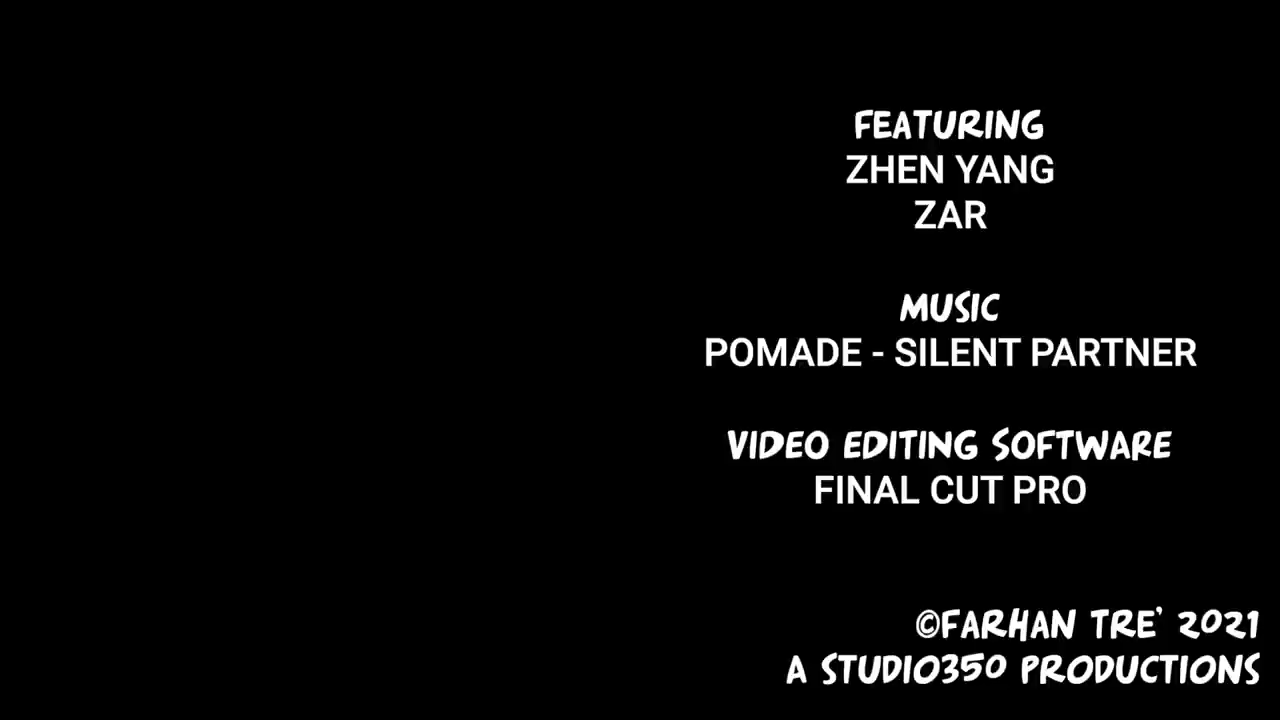 FEATURING
ZHEN YANG
ZAR
MUSIC
POMADE - SILENT PARTNER
VIDEO EDITING SOFTWARE
FINAL CUT PRO
©FARHAN TRE' 2021
A STUDIO350 PRODUCTIONS